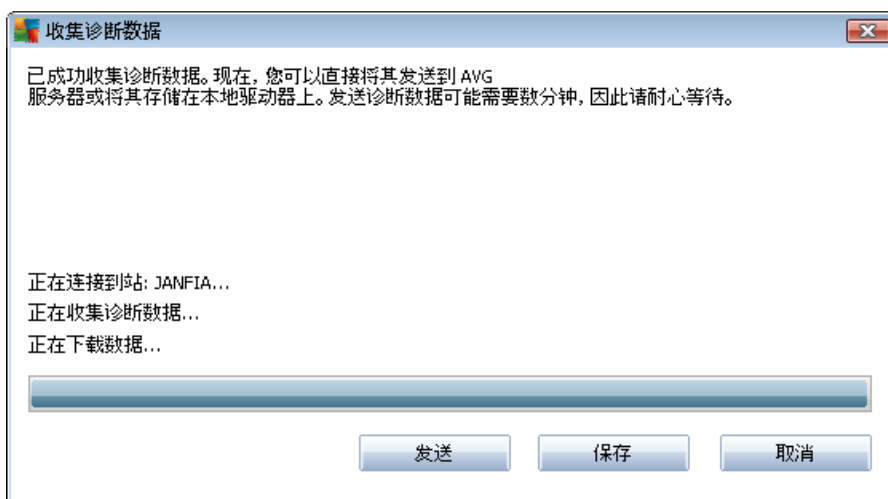 收集诊断数据
已成功收集诊断数据。现在, 您可以直接将其发送到 AVG
服务器或将其存储在本地驱动器上。发送诊断数据可能需要数分钟, 因此请耐心等待。
正在连接到站: JANFIA...
正在收集诊断数据...
正在下载数据...
发送 保存 取消